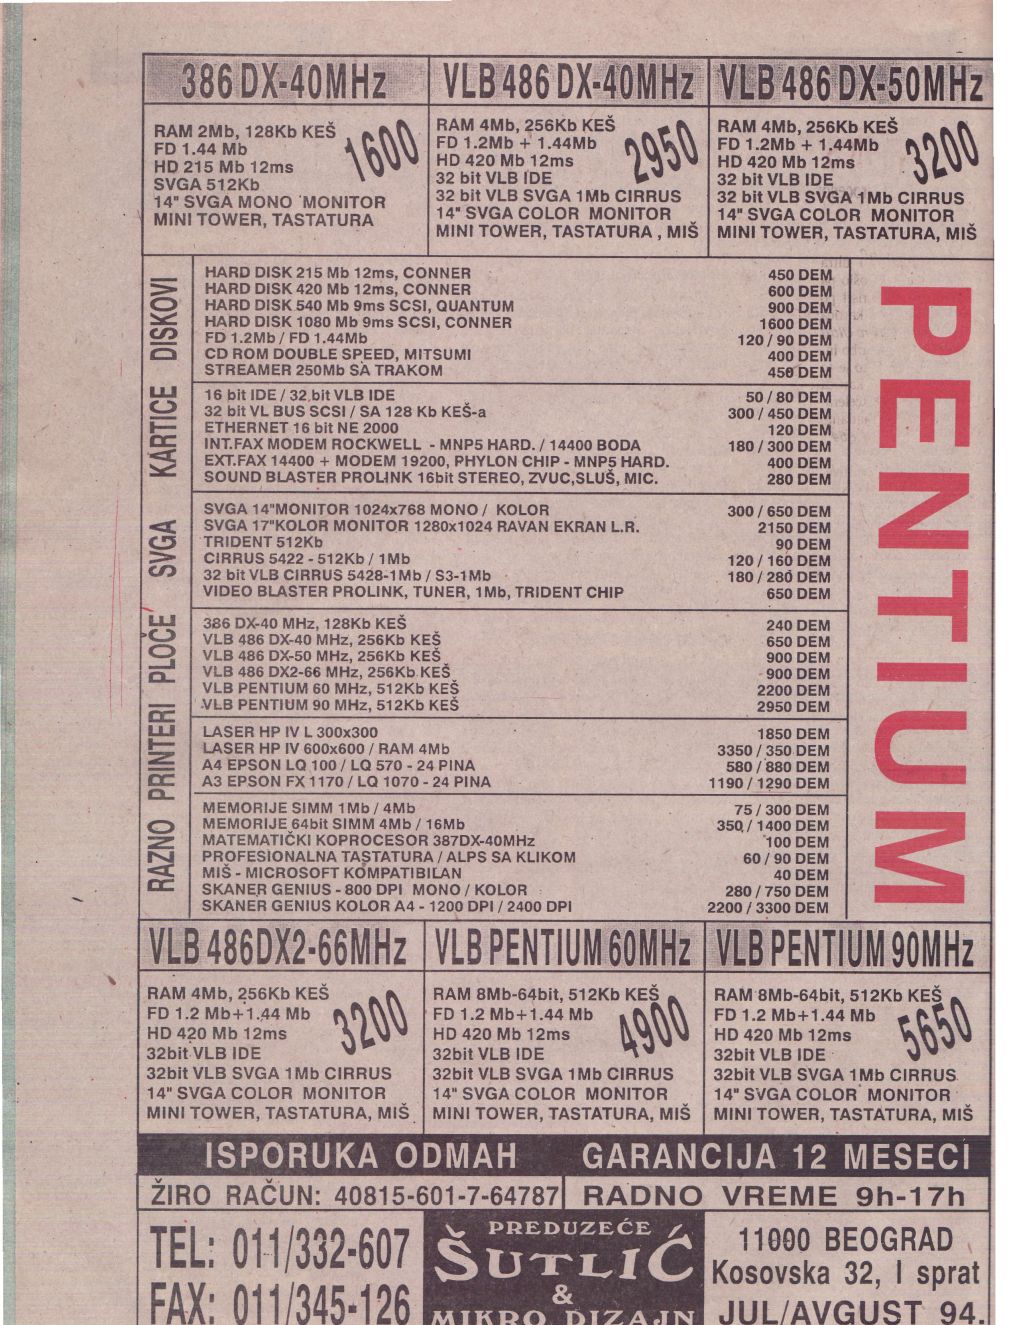 386 DX-40MHz
RAM 2Mb, 128Kb KEŠ
FD 1.44 Mb
HD 215 Mb 12ms
SVGA 512Kb
14" SVGA MONO MONITOR
MINI TOWER, TASTATURA
1600
VLB 486 DX-40MHz
RAM 4Mb, 256Kb KEŠ
FD 1.2Mb + 1.44Mb
HD 420 Mb 12ms
32 bit VLB IDE
32 bit VLB SVGA 1Mb CIRRUS
14" SVGA COLOR MONITOR
MINI TOWER, TASTATURA , MIŠ
2950
VLB 486 DX-50MHz
RAM 4Mb, 256Kb KEŠ
FD 1.2Mb + 1.44Mb
HD 420 Mb 12ms
32 bit VLB IDE
32 bit VLB SVGA 1Mb CIRRUS
14" SVGA COLOR MONITOR
MINI TOWER, TASTATURA, MIŠ
3200
DISKOVI
HARD DISK 215 Mb 12ms, CONNER 450 DEM
HARD DISK 420 Mb 12ms, CONNER 600 DEM
HARD DISK 540 Mb 9ms SCSI, QUANTUM 900 DEM
HARD DISK 1080 Mb 9ms SCSI, CONNER 1600 DEM
FD 1.2Mb / FD 1.44Mb 120 / 90 DEM
CD ROM DOUBLE SPEED, MITSUMI 400 DEM
STREAMER 250Mb SA TRAKOM 450 DEM
KARTICE
16 bit IDE / 32 bit VLB IDE 50 / 80 DEM
32 bit VL BUS SCSI / SA 128 Kb KEŠ-a 300 / 450 DEM
ETHERNET 16 bit NE 2000 120 DEM
INT.FAX MODEM ROCKWELL - MNP5 HARD. / 14400 BODA 180 / 300 DEM
EXT.FAX 14400 + MODEM 19200, PHYLON CHIP - MNP5 HARD. 400 DEM
SOUND BLASTER PROLINK 16bit STEREO, ZVUC,SLUŠ, MIC. 280 DEM
SVGA
SVGA 14"MONITOR 1024x768 MONO / KOLOR 300 / 650 DEM
SVGA 17"KOLOR MONITOR 1280x1024 RAVAN EKRAN L.R. 2150 DEM
TRIDENT 512Kb 90 DEM
CIRRUS 5422 - 512Kb / 1Mb 120 / 160 DEM
32 bit VLB CIRRUS 5428-1Mb / S3-1Mb 180 / 280 DEM
VIDEO BLASTER PROLINK, TUNER, 1Mb, TRIDENT CHIP 650 DEM
PLOČE
386 DX-40 MHz, 128Kb KEŠ 240 DEM
VLB 486 DX-40 MHz, 256Kb KEŠ 650 DEM
VLB 486 DX-50 MHz, 256Kb KEŠ 900 DEM
VLB 486 DX2-66 MHz, 256Kb KEŠ 900 DEM
VLB PENTIUM 60 MHz, 512Kb KEŠ 2200 DEM
VLB PENTIUM 90 MHz, 512Kb KEŠ 2950 DEM
PRINTERI
LASER HP IV L 300x300 1850 DEM
LASER HP IV 600x600 / RAM 4Mb 3350 / 350 DEM
A4 EPSON LQ 100 / LQ 570 - 24 PINA 580 / 880 DEM
A3 EPSON FX 1170 / LQ 1070 - 24 PINA 1190 / 1290 DEM
RAZNO
MEMORIJE SIMM 1Mb / 4Mb 75 / 300 DEM
MEMORIJE 64bit SIMM 4Mb / 16Mb 350 / 1400 DEM
MATEMATIČKI KOPROCESOR 387DX-40MHz 100 DEM
PROFESIONALNA TASTATURA / ALPS SA KLIKOM 60 / 90 DEM
MIŠ - MICROSOFT KOMPATIBILAN 40 DEM
SKANER GENIUS - 800 DPI MONO / KOLOR 280 / 750 DEM
SKANER GENIUS KOLOR A4 - 1200 DPI / 2400 DPI 2200 / 3300 DEM
PENTIUM
VLB 486DX2-66MHz
RAM 4Mb, 256Kb KEŠ
FD 1.2 Mb+1.44 Mb
HD 420 Mb 12ms
32bit VLB IDE
32bit VLB SVGA 1Mb CIRRUS
14" SVGA COLOR MONITOR
MINI TOWER, TASTATURA, MIŠ
3200
VLB PENTIUM 60MHz
RAM 8Mb-64bit, 512Kb KEŠ
FD 1.2 Mb+1.44 Mb
HD 420 Mb 12ms
32bit VLB IDE
32bit VLB SVGA 1Mb CIRRUS
14" SVGA COLOR MONITOR
MINI TOWER, TASTATURA, MIŠ
4900
VLB PENTIUM 90MHz
RAM 8Mb-64bit, 512Kb KEŠ
FD 1.2 Mb+1.44 Mb
HD 420 Mb 12ms
32bit VLB IDE
32bit VLB SVGA 1Mb CIRRUS
14" SVGA COLOR MONITOR
MINI TOWER, TASTATURA, MIŠ
5650
ISPORUKA ODMAH GARANCIJA 12 MESECI
ŽIRO RAČUN: 40815-601-7-64787 RADNO VREME 9h-17h
TEL: 011/332-607
FAX: 011/345-126
PREDUZEĆE
ŠUTLIĆ
&
MIKRO DIZAJN
11000 BEOGRAD
Kosovska 32, I sprat
JUL/AVGUST 94.